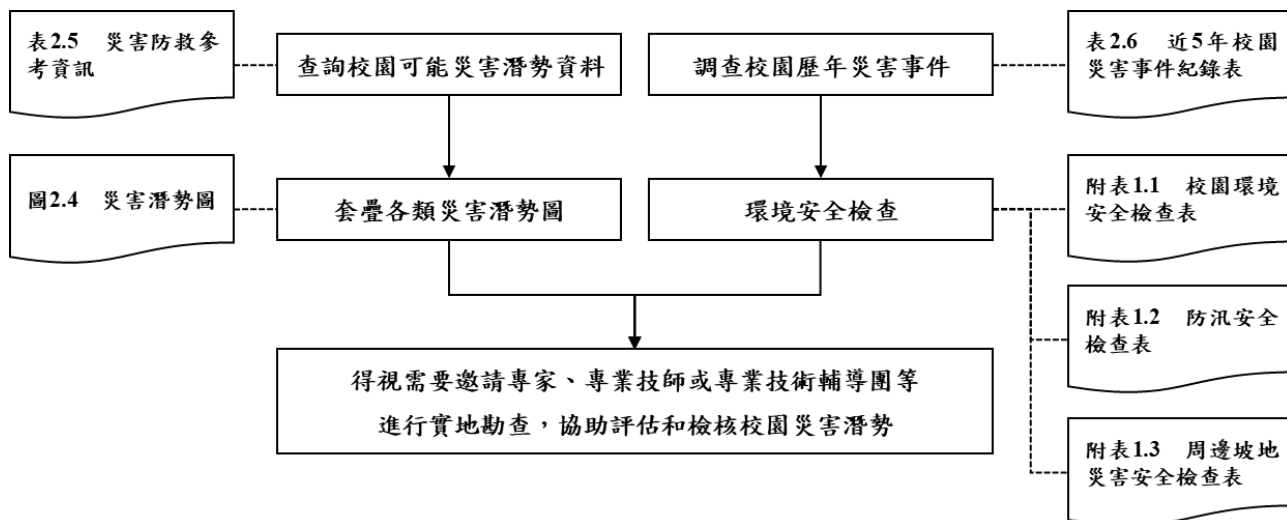 表2.5 災害防救參
考資訊
查詢校園可能災害潛勢資料
調查校園歷年災害事件
表2.6 近5年校園
災害事件紀錄表
圖2.4 災害潛勢圖
套疊各類災害潛勢圖
環境安全檢查
附表1.1 校園環境
安全檢查表
附表1.2 防汛安全
檢查表
得視需要邀請專家、專業技師或專業技術輔導團等
進行實地勘查，協助評估和檢核校園災害潛勢
附表1.3 周邊坡地
災害安全檢查表